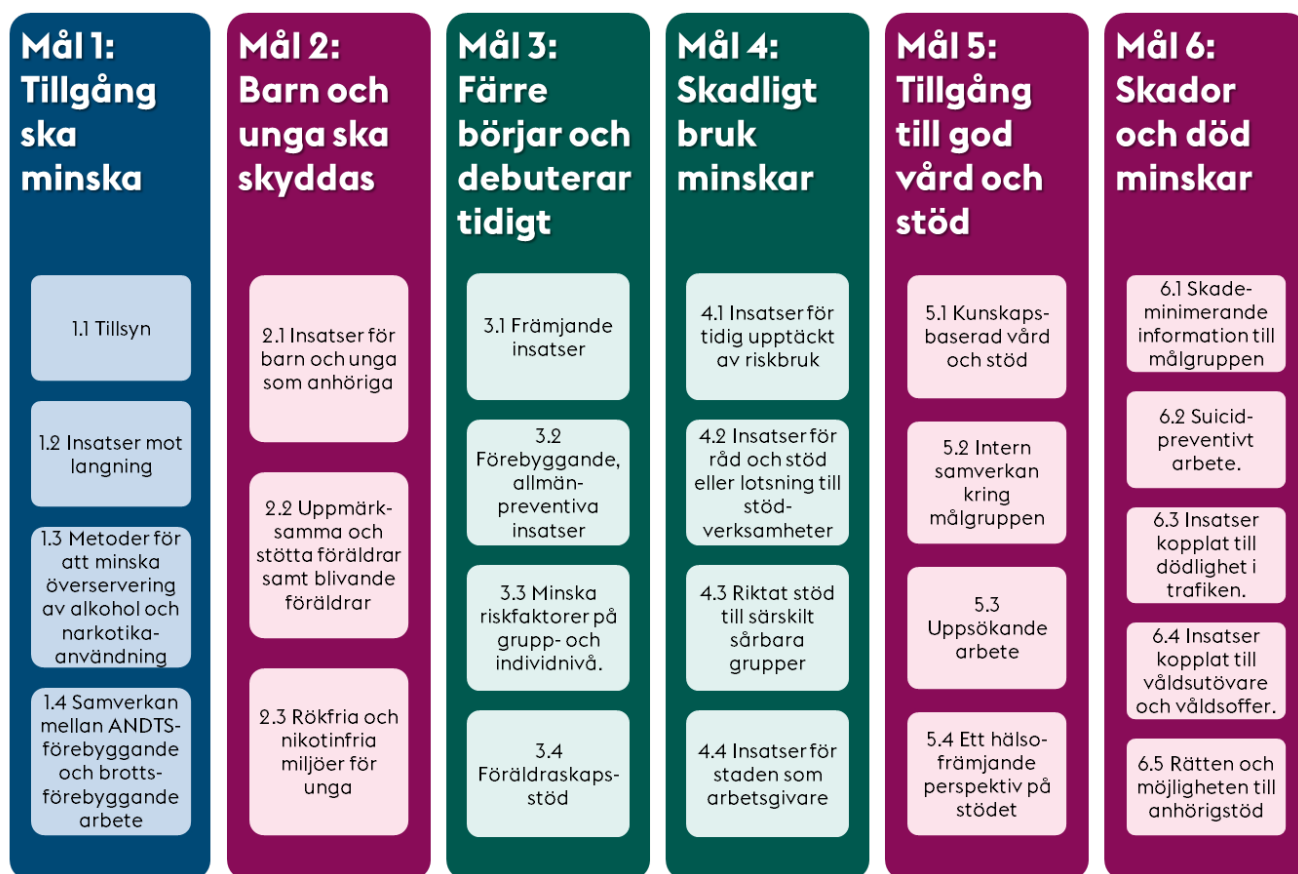 Mål 1:
Tillgång
ska
minska
1.1 Tillsyn
1.2 Insatser mot
langning
1.3 Metoder för
att minska
överservering
av alkohol och
narkotika-
användning
1.4 Samverkan
mellan ANDTS-
förebyggande
och brotts-
förebyggande
arbete
Mål 2:
Barn och
unga ska
skyddas
2.1 Insatser för
barn och unga
som anhöriga
2.2 Uppmärk-
samma och
stötta föräldrar
samt blivande
föräldrar
2.3 Rökfria och
nikotinfria
miljöer för
unga
Mål 3:
Färre
börjar och
debuterar
tidigt
3.1 Främjande
insatser
3.2
Förebyggande,
allmän-
preventiva
insatser
3.3 Minska
riskfaktorer på
grupp- och
individnivå.
3.4
Föräldraskaps-
stöd
Mål 4:
Skadligt
bruk
minskar
4.1 Insatser för
tidig upptäckt
av riskbruk
4.2 Insatser för
råd och stöd
eller lotsning till
stöd-
verksamheter
4.3 Riktat stöd
till särskilt
sårbara
grupper
4.4 Insatser för
staden som
arbetsgivare
Mål 5:
Tillgång
till god
vård och
stöd
5.1 Kunskaps-
baserad vård
och stöd
5.2 Intern
samverkan
kring
målgruppen
5.3
Uppsökande
arbete
5.4 Ett hälso-
främjande
perspektiv på
stödet
Mål 6:
Skador
och död
minskar
6.1 Skade-
minimerande
information till
målgruppen
6.2 Suicid-
preventivt
arbete.
6.3 Insatser
kopplat till
dödlighet i
trafiken.
6.4 Insatser
kopplat till
våldsutövare
och våldsoffer.
6.5 Rätten och
möjligheten till
anhörigstöd